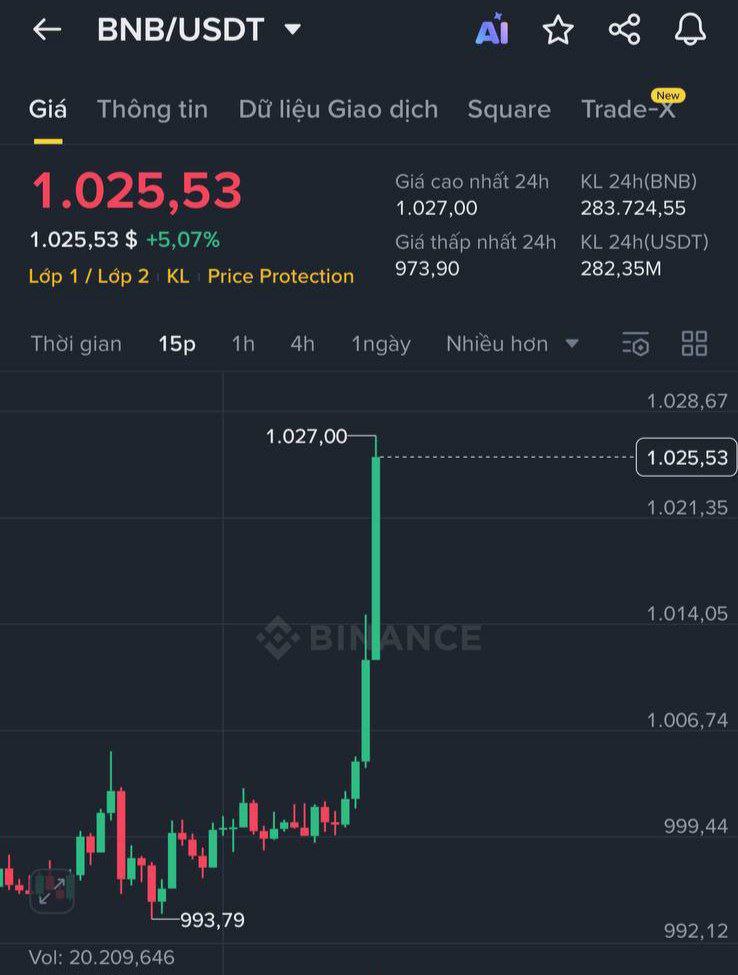 BNB/USDT
AI
Giá Thông tin Dữ liệu Giao dịch Square Trade-X New
1.025,53
1.025,53 $ +5,07%
Lớp 1 / Lớp 2 KL Price Protection
Giá cao nhất 24h KL 24h(BNB)
1.027,00 283.724,55
Giá thấp nhất 24h KL 24h(USDT)
973,90 282,35M
Thời gian 15p 1h 4h 1ngày Nhiều hơn
1.028,67
1.027,00
1.025,53
1.021,35
1.014,05
BINANCE
1.006,74
999,44
993,79
992,12
Vol: 20.209,646